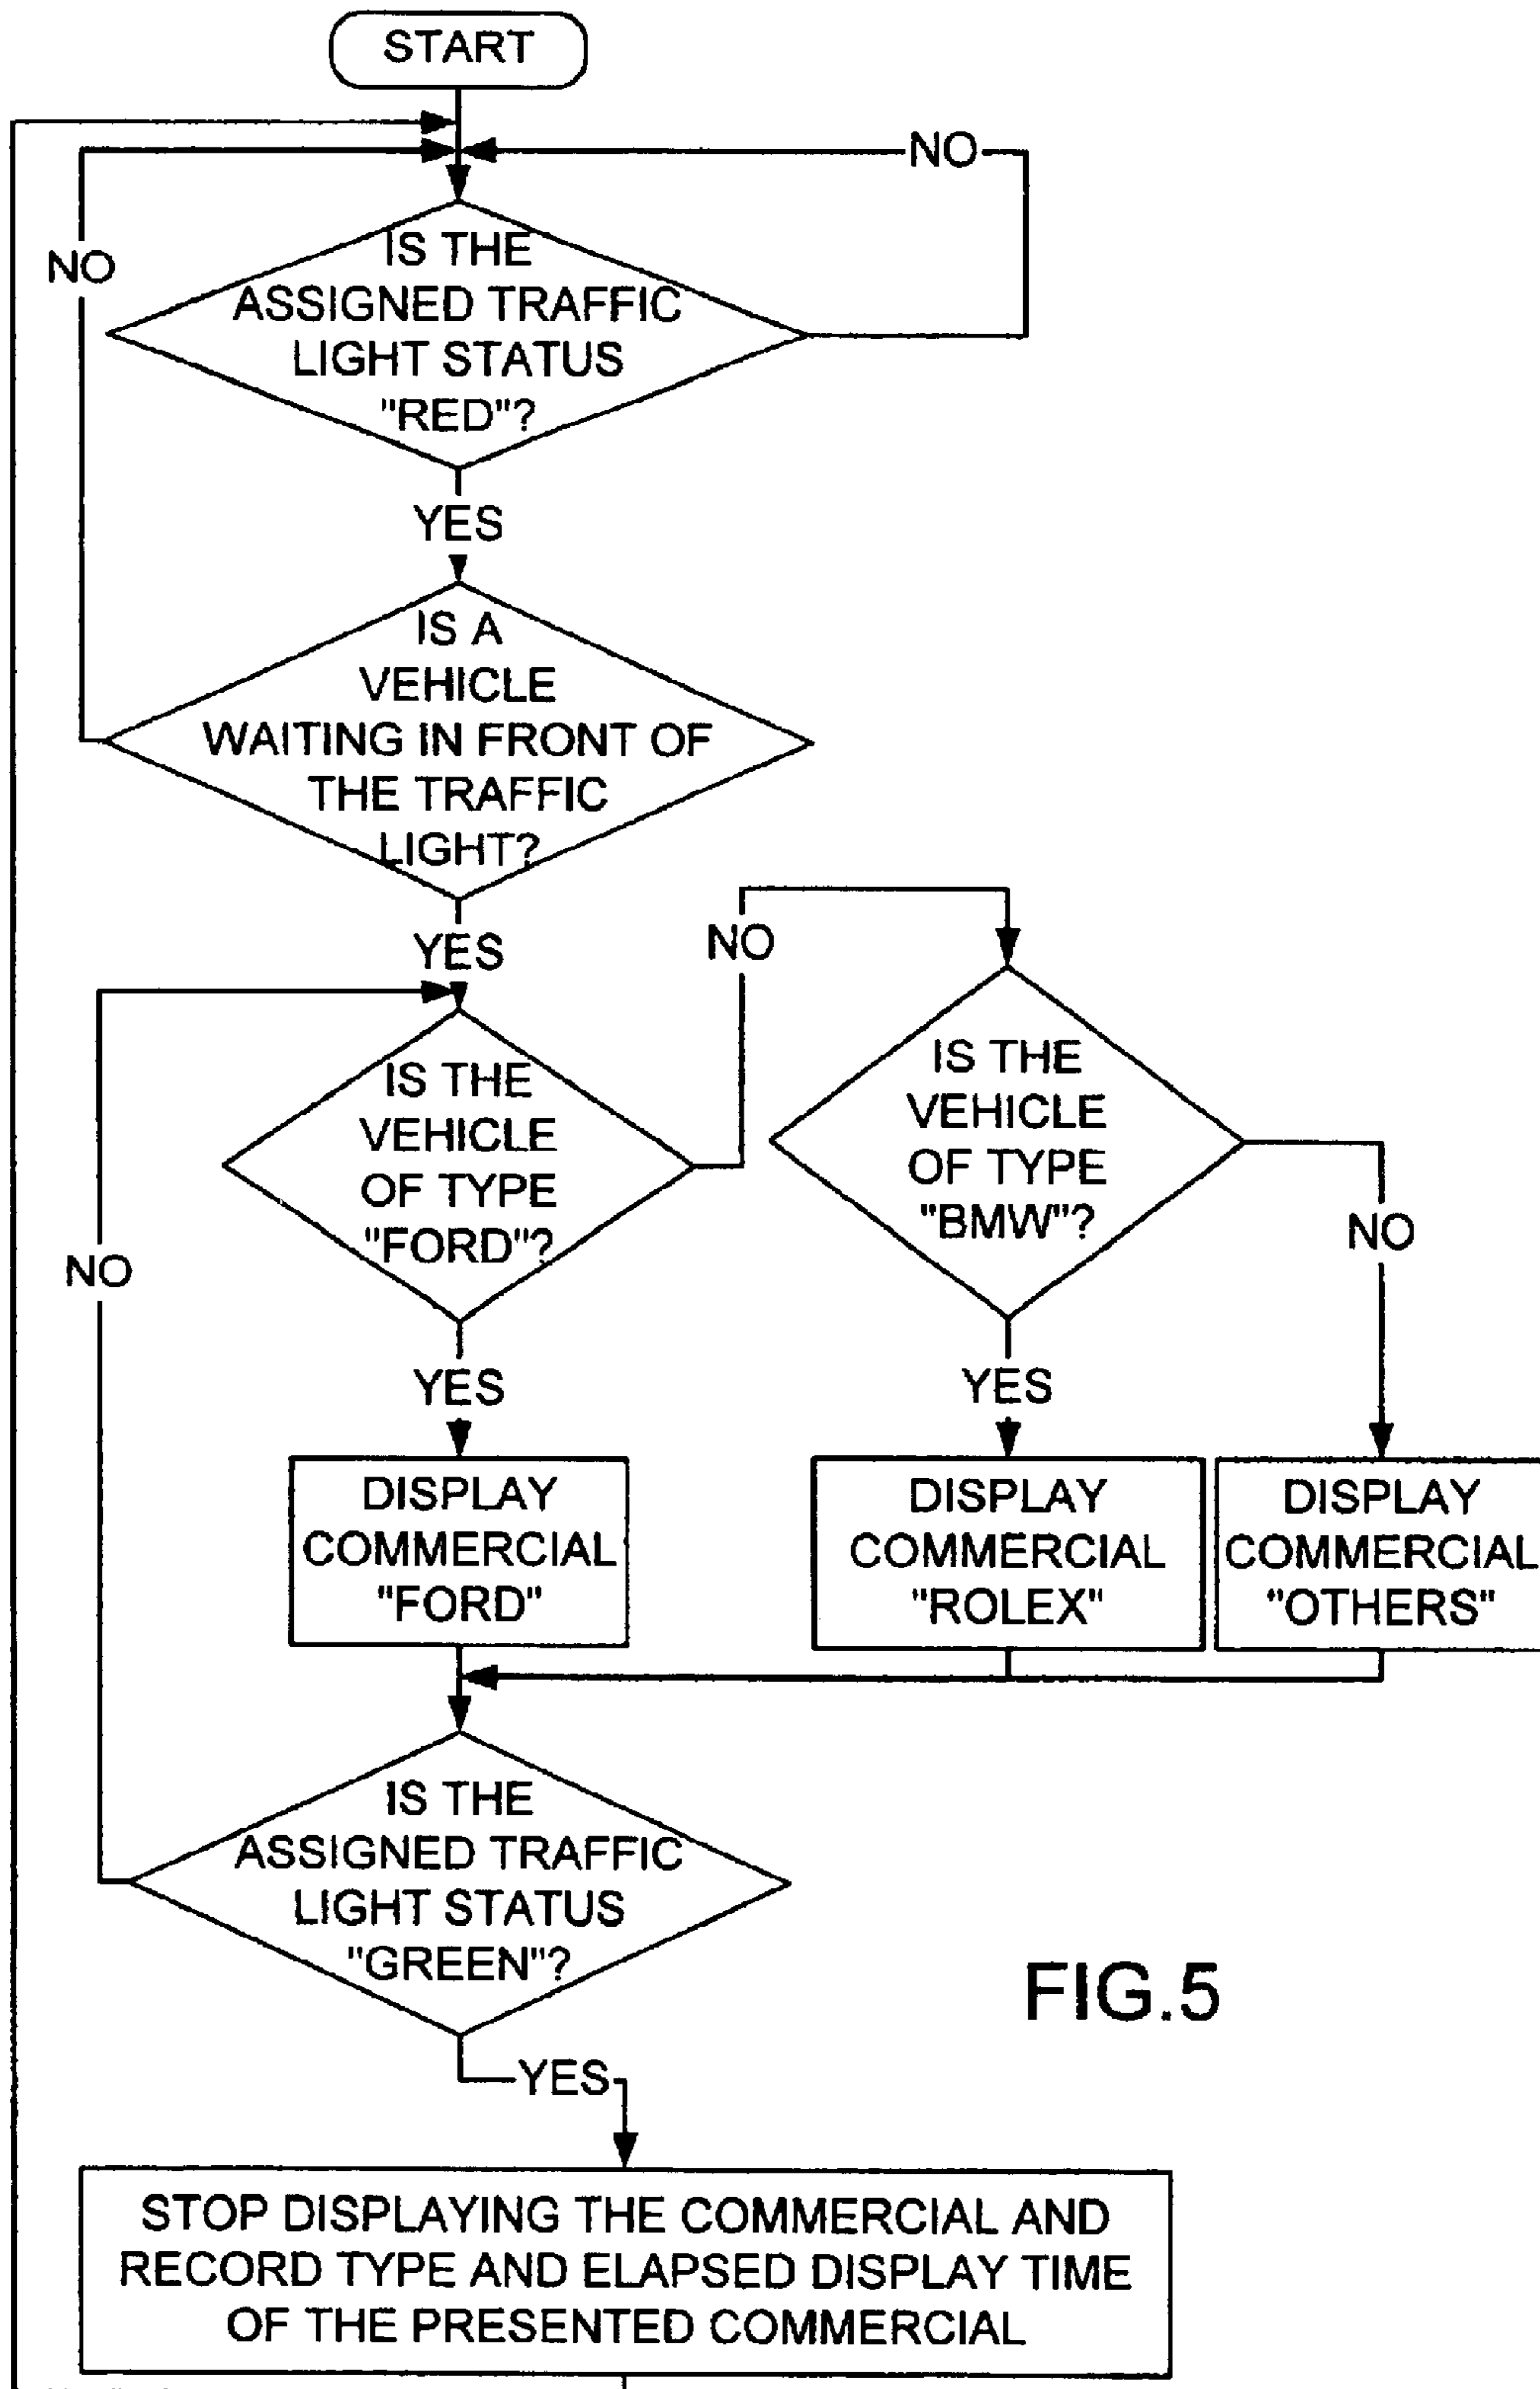 START
NO
NO
IS THE
ASSIGNED TRAFFIC
LIGHT STATUS
"RED"?
YES
IS A
VEHICLE
WAITING IN FRONT OF
THE TRAFFIC
LIGHT?
YES
NO
IS THE
VEHICLE
OF TYPE
"FORD"?
IS THE
VEHICLE
OF TYPE
"BMW"?
NO
NO
YES
YES
DISPLAY
COMMERCIAL
"FORD"
DISPLAY
COMMERCIAL
"ROLEX"
DISPLAY
COMMERCIAL
"OTHERS"
IS THE
ASSIGNED TRAFFIC
LIGHT STATUS
"GREEN"?
FIG.5
YES
STOP DISPLAYING THE COMMERCIAL AND
RECORD TYPE AND ELAPSED DISPLAY TIME
OF THE PRESENTED COMMERCIAL